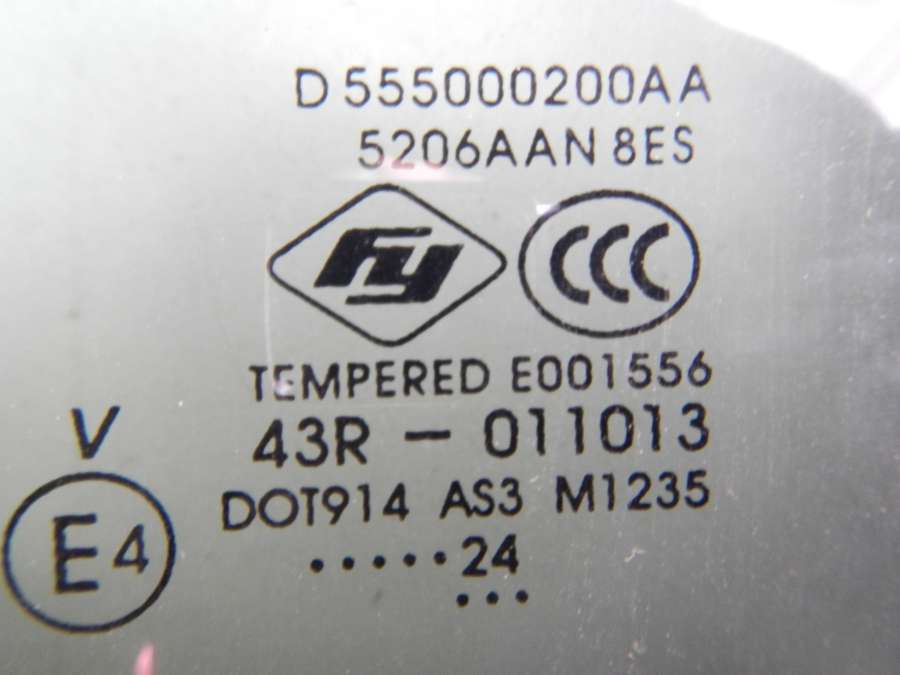 D 555000200AA
5206AAN 8ES
fy CCC
TEMPERED E001556
43R - 011013
V
DOT914 AS3 M1235
E4
.....24
...